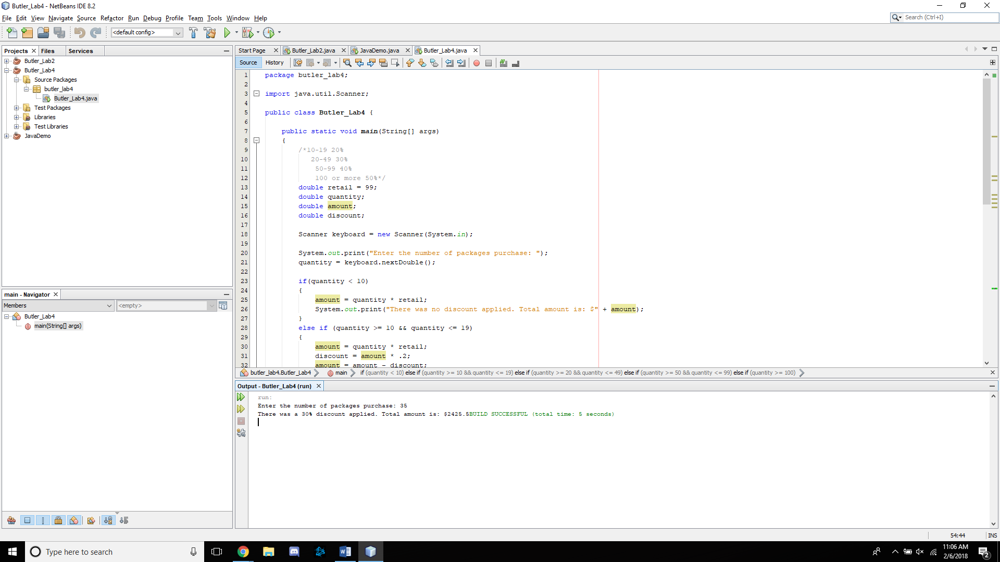 Butler_Lab4 - NetBeans IDE 8.2
File Edit View Navigate Source Refactor Run Debug Profile Team Tools Window Help
Search (Ctrl+I)
<default config>
Projects Files Services
Butler_Lab2
Butler_Lab4
Source Packages
butler_lab4
Butler_Lab4.java
Test Packages
Libraries
Test Libraries
JavaDemo
main - Navigator
Members <empty>
Butler_Lab4
main(String[] args)
Start Page Butler_Lab2.java JavaDemo.java Butler_Lab4.java
Source History
1 package butler_lab4;
2
3 import java.util.Scanner;
4
5 public class Butler_Lab4 {
6
7 public static void main(String[] args)
8 {
9 /*10-19 20%
10 20-49 30%
11 50-99 40%
12 100 or more 50%*/
13 double retail = 99;
14 double quantity;
15 double amount;
16 double discount;
17
18 Scanner keyboard = new Scanner(System.in);
19
20 System.out.print("Enter the number of packages purchase: ");
21 quantity = keyboard.nextDouble();
22
23 if(quantity < 10)
24 {
25 amount = quantity * retail;
26 System.out.print("There was no discount applied. Total amount is: $" + amount);
27 }
28 else if (quantity >= 10 && quantity <= 19)
29 {
30 amount = quantity * retail;
31 discount = amount * .2;
32 amount = amount - discount;
butler_lab4.Butler_Lab4 main if (quantity < 10) else if (quantity >= 10 && quantity <= 19) else if (quantity >= 20 && quantity <= 49) else if (quantity >= 50 && quantity <= 99) else if (quantity >= 100)
Output - Butler_Lab4 (run)
run:
Enter the number of packages purchase: 35
There was a 30% discount applied. Total amount is: $2425.5BUILD SUCCESSFUL (total time: 5 seconds)
54:44 INS
Type here to search
11:06 AM
2/6/2018
2